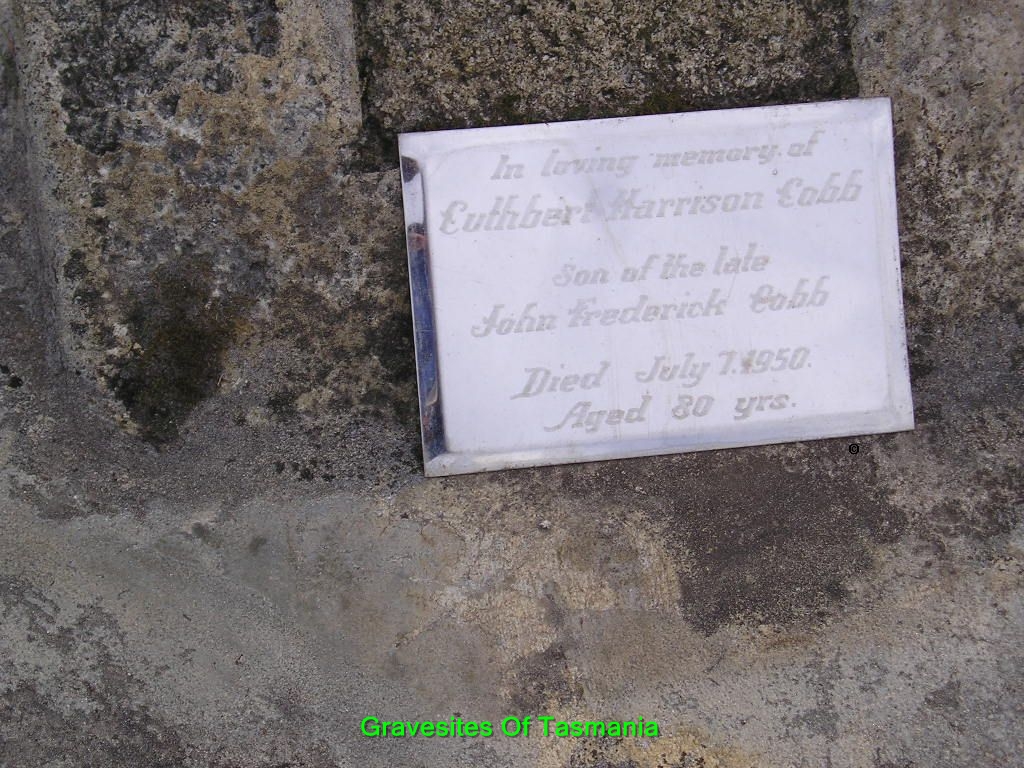 In loving memory of
Cuthbert Harrison Cobb
Son of the late
John Frederick Cobb
Died July 7. 1950.
Aged 80 yrs.
Gravesites Of Tasmania